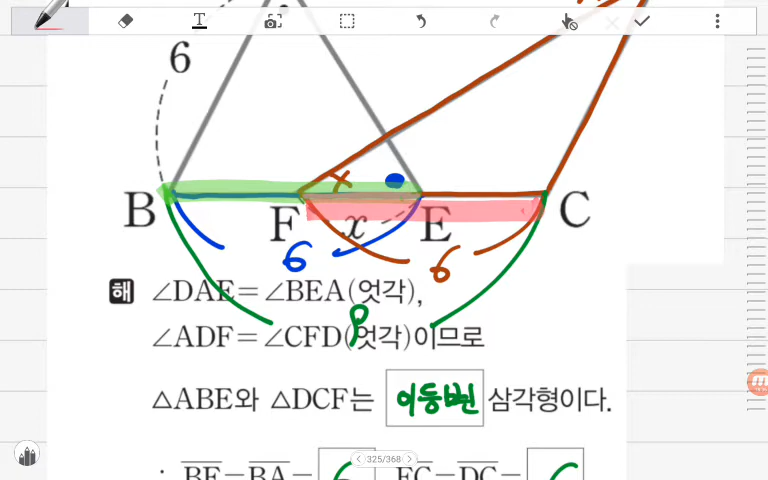 T
6
B F x E C
6 6
해 ∠DAE=∠BEA(엇각),
∠ADF=∠CFD(엇각)이므로
△ABE와 △DCF는 이등변 삼각형이다.
325/368